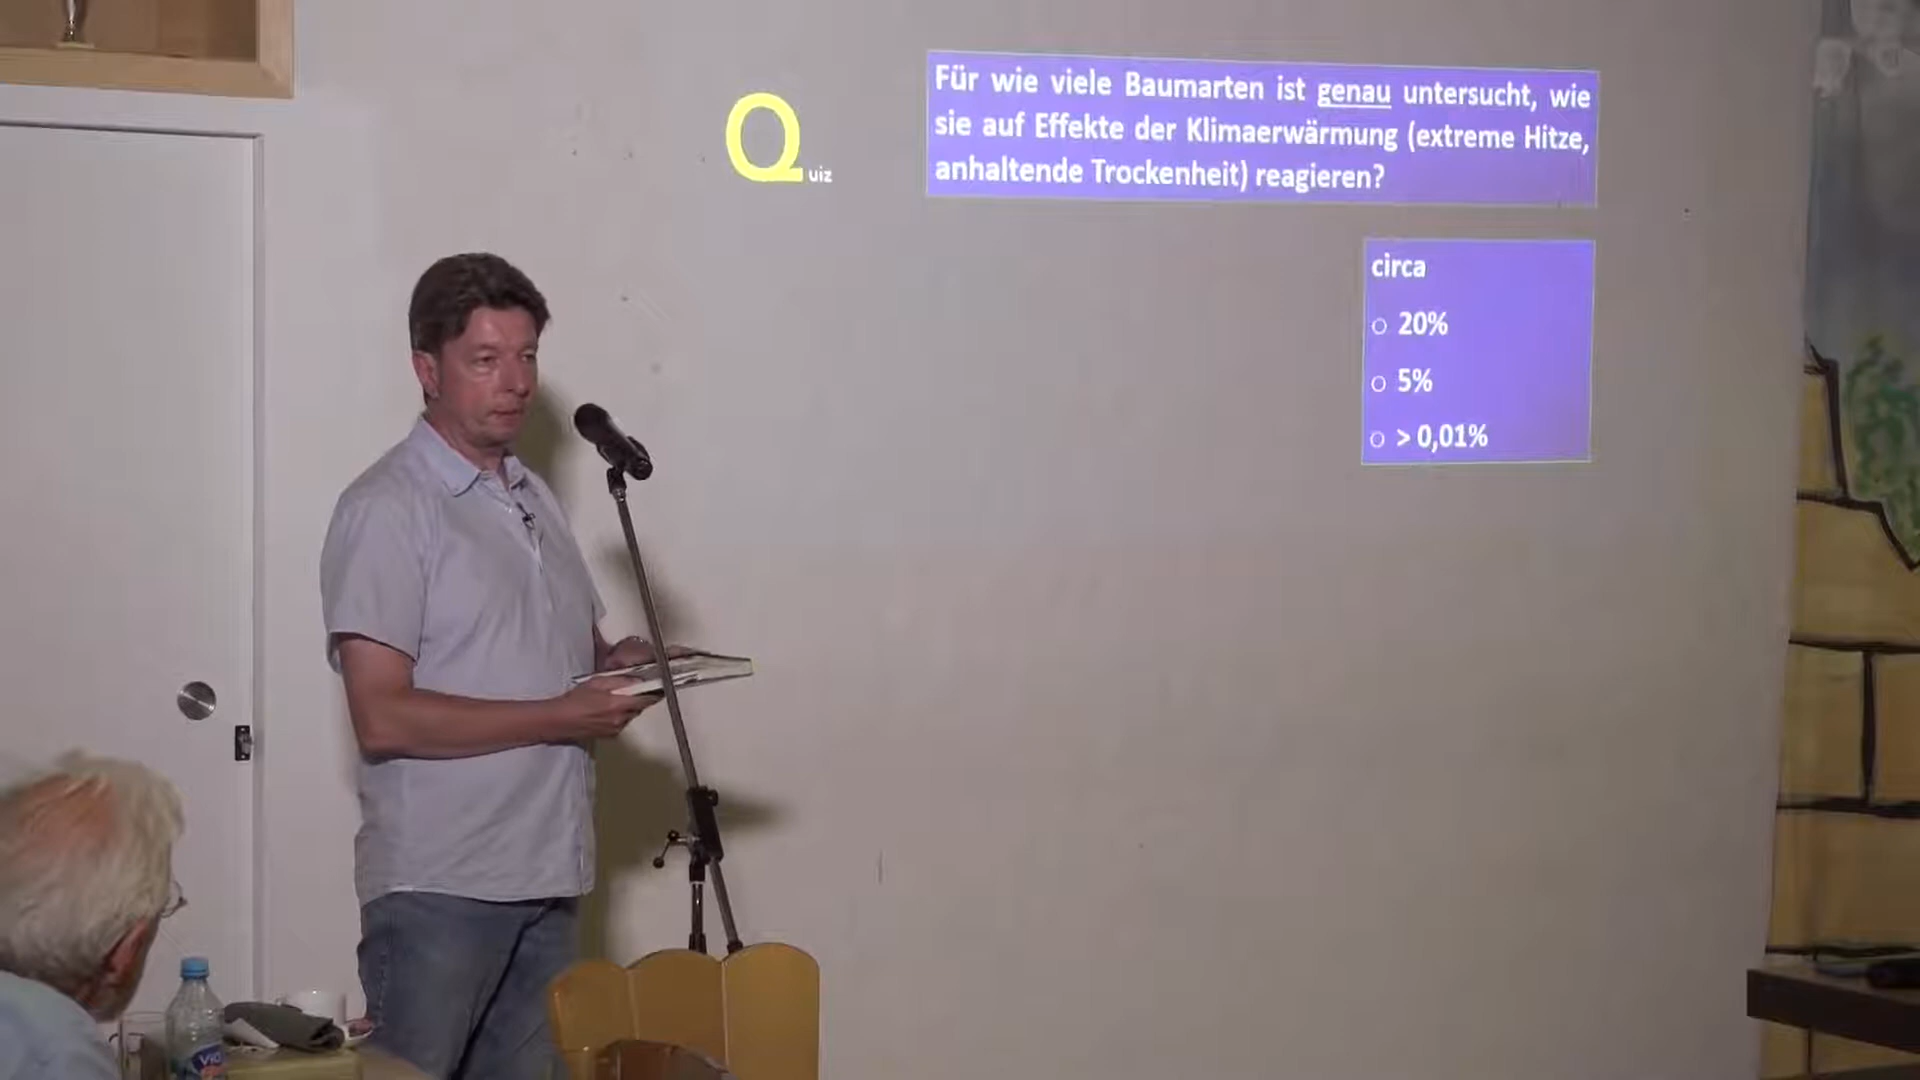 Quiz
Für wie viele Baumarten ist genau untersucht, wie
sie auf Effekte der Klimaerwärmung (extreme Hitze,
anhaltende Trockenheit) reagieren?
circa
o 20%
o 5%
o > 0,01%